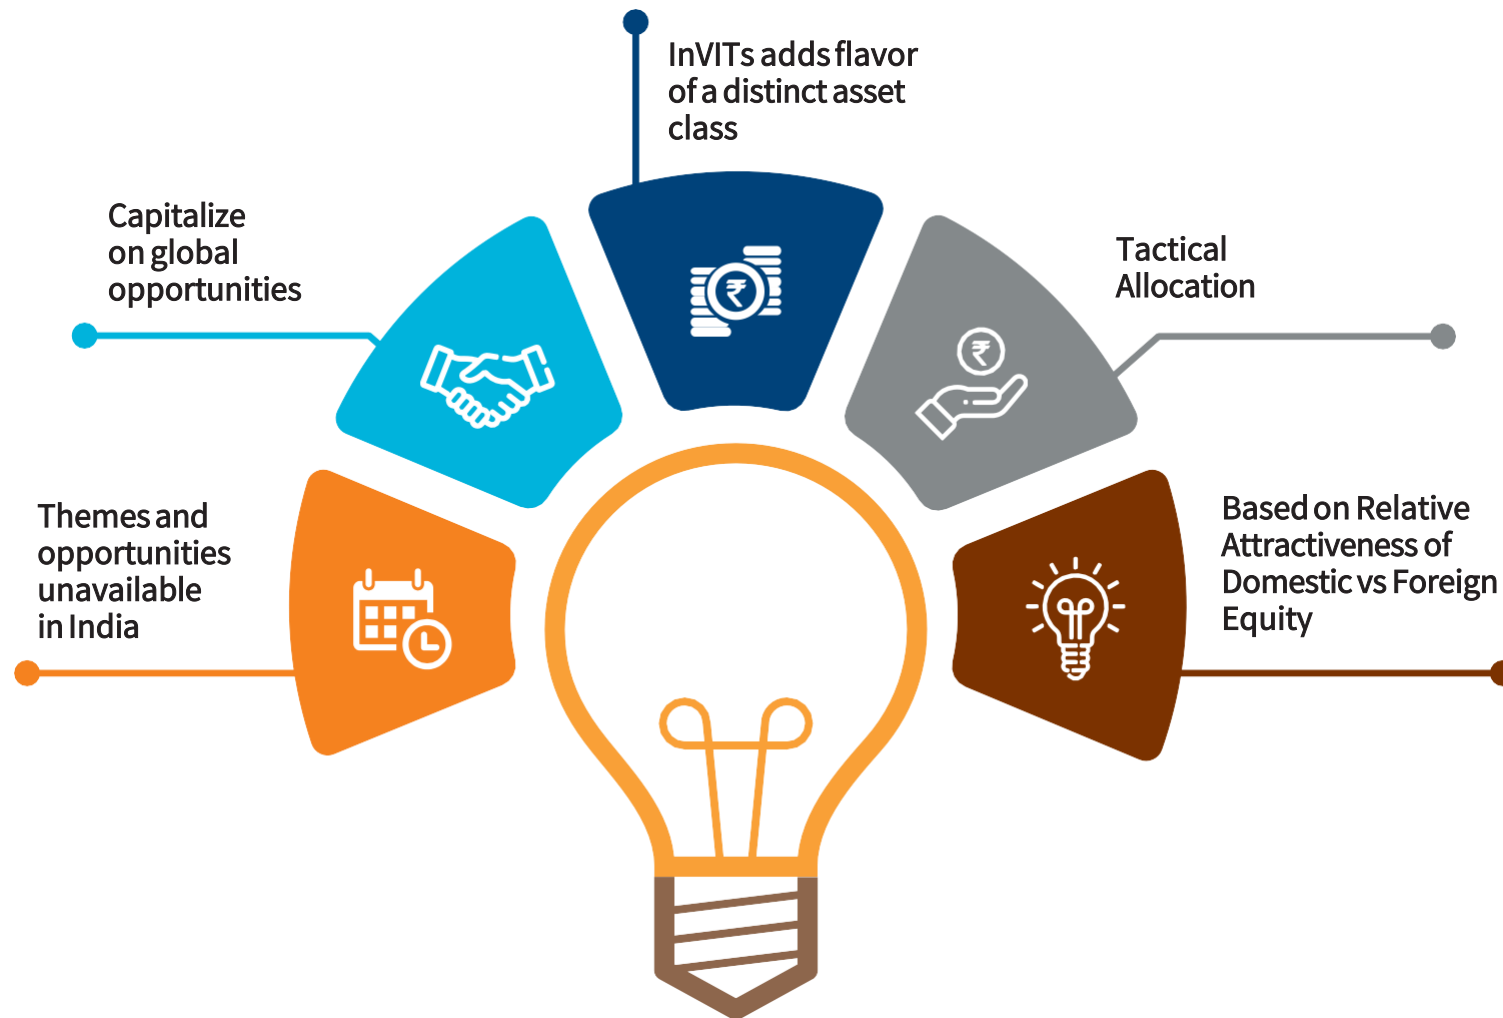 InVITs adds flavor
of a distinct asset
class
Capitalize
on global
opportunities
Tactical
Allocation
Themes and
opportunities
unavailable
in India
Based on Relative
Attractiveness of
Domestic vs Foreign
Equity
₹
₹